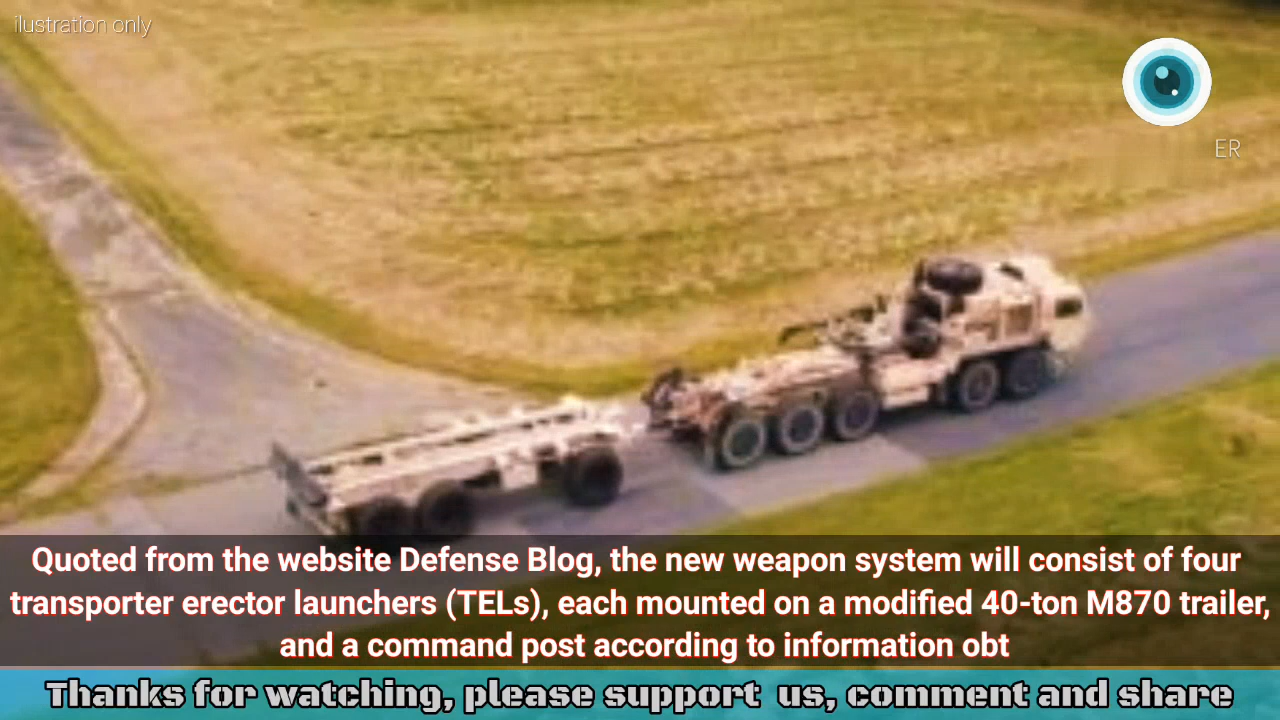 ilustration only
ER
Quoted from the website Defense Blog, the new weapon system will consist of four
transporter erector launchers (TELs), each mounted on a modified 40-ton M870 trailer,
and a command post according to information obt
Thanks for watching, please support us, comment and share